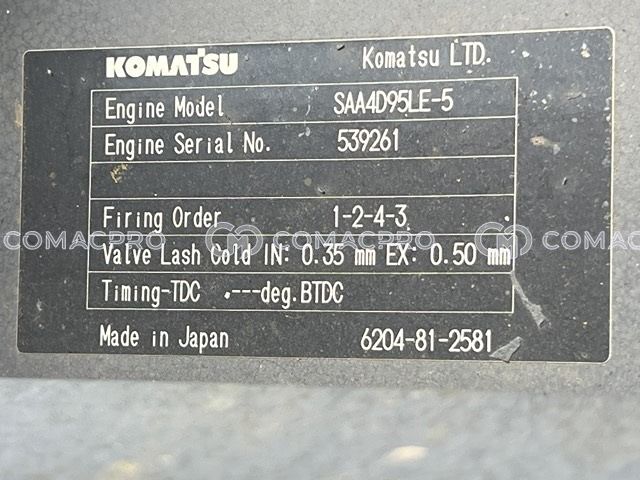 KOMATSU Komatsu LTD.
Engine Model SAA4D95LE-5
Engine Serial No. 539261
Firing Order 1-2-4-3
COMACPRO COMACPRO COMACPRO
Valve Lash Cold IN: 0.35 mm EX: 0.50 mm
Timing-TDC ---deg.BTDC
Made in Japan 6204-81-2581